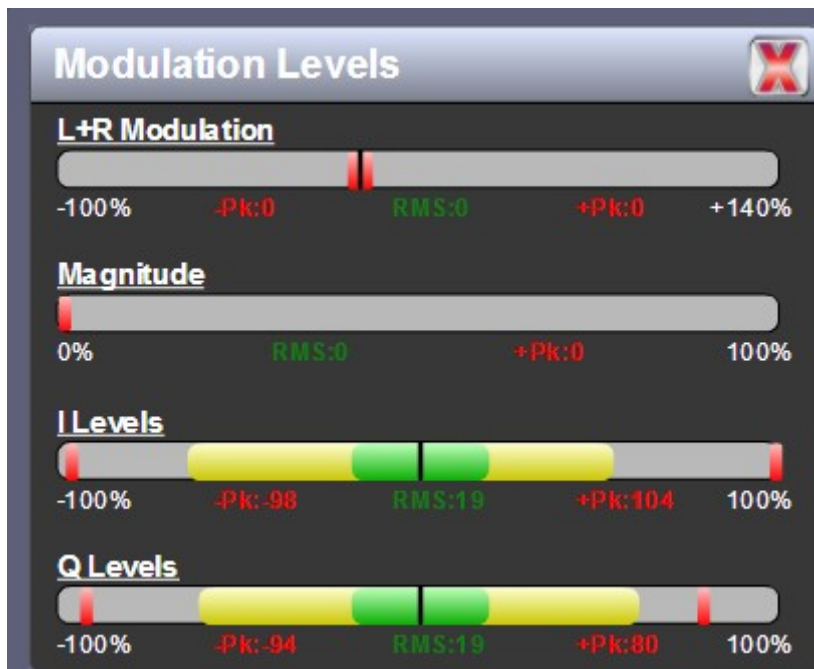 Modulation Levels
X
L+R Modulation
-100% -Pk:0 RMS:0 +Pk:0 +140%
Magnitude
0% RMS:0 +Pk:0 100%
I Levels
-100% -Pk:-98 RMS:19 +Pk:104 100%
Q Levels
-100% -Pk:-94 RMS:19 +Pk:80 100%